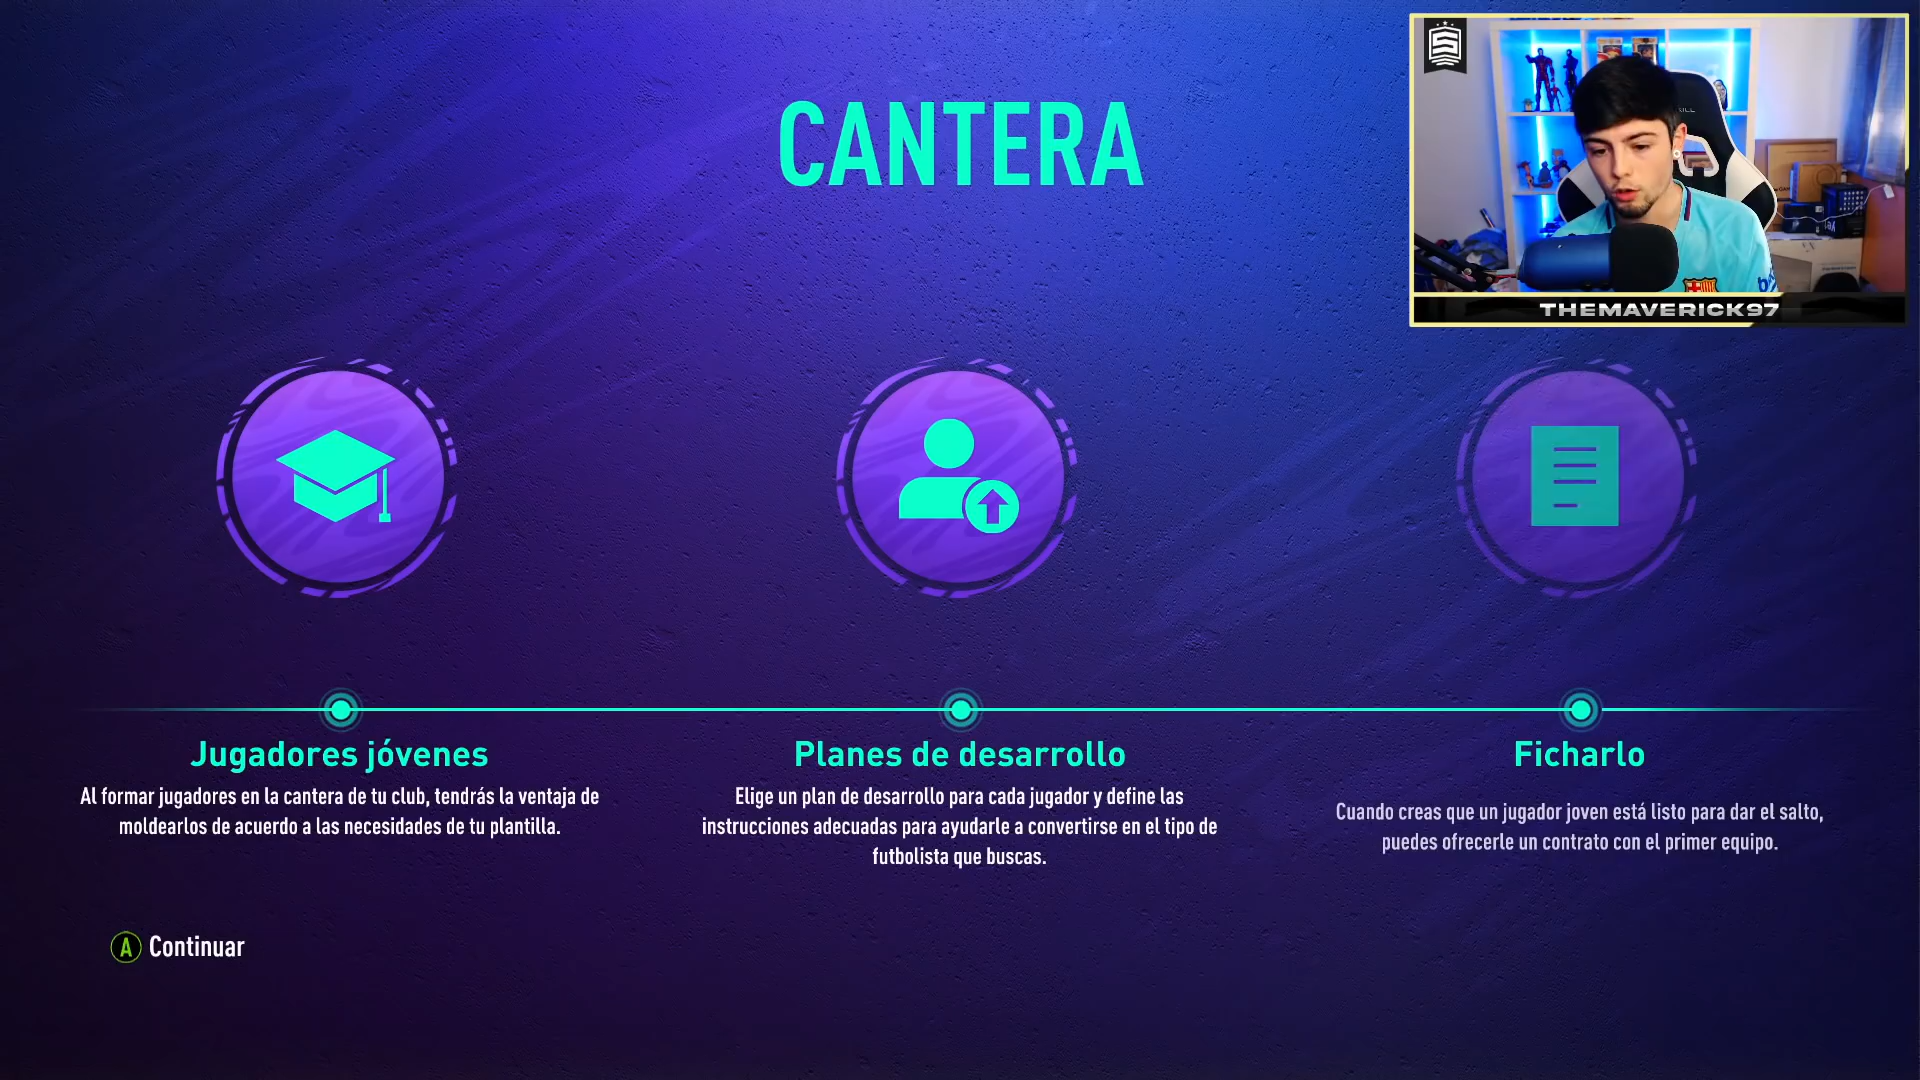 CANTERA
THEMAVERICK97
Jugadores jóvenes
Al formar jugadores en la cantera de tu club, tendrás la ventaja de
moldearlos de acuerdo a las necesidades de tu plantilla.
Planes de desarrollo
Elige un plan de desarrollo para cada jugador y define las
instrucciones adecuadas para ayudarle a convertirse en el tipo de
futbolista que buscas.
Ficharlo
Cuando creas que un jugador joven está listo para dar el salto,
puedes ofrecerle un contrato con el primer equipo.
A Continuar